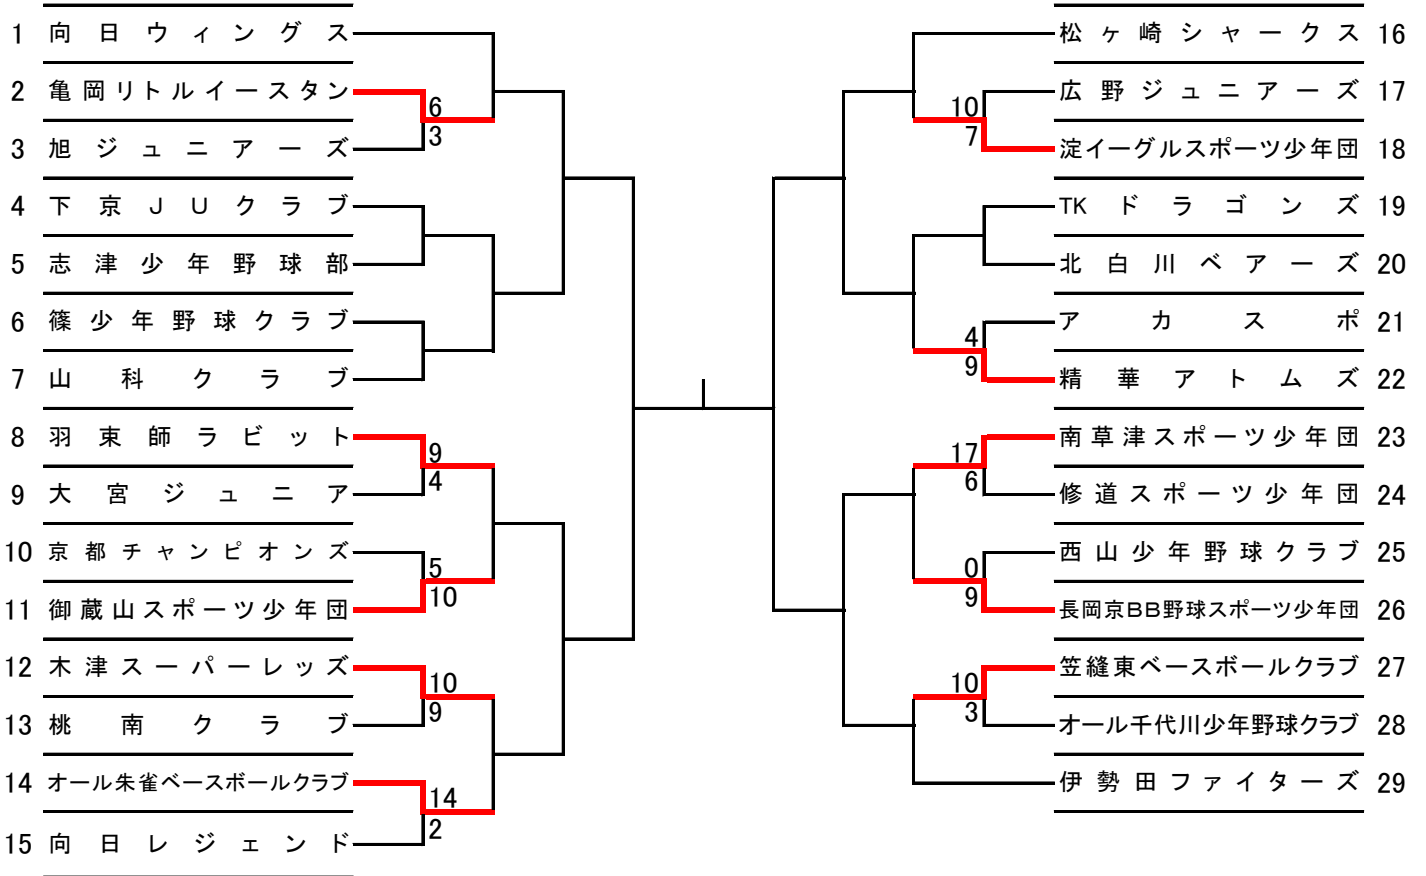 1 向日ウィングス
2 亀岡リトルイースタン
3 旭ジュニアーズ
6
3
4 下京JUクラブ
5 志津少年野球部
6 篠少年野球クラブ
7 山科クラブ
8 羽束師ラビット
9 大宮ジュニア
9
4
10 京都チャンピオンズ
11 御蔵山スポーツ少年団
5
10
12 木津スーパーレッズ
13 桃南クラブ
10
9
14 オール朱雀ベースボールクラブ
15 向日レジェンド
14
2
松ヶ崎シャークス 16
広野ジュニアーズ 17
淀イーグルスポーツ少年団 18
10
7
TKドラゴンズ 19
北白川ベアーズ 20
アカスポ 21
精華アトムズ 22
4
9
南草津スポーツ少年団 23
修道スポーツ少年団 24
17
6
西山少年野球クラブ 25
長岡京BB野球スポーツ少年団 26
0
9
笠縫東ベースボールクラブ 27
オール千代川少年野球クラブ 28
10
3
伊勢田ファイターズ 29